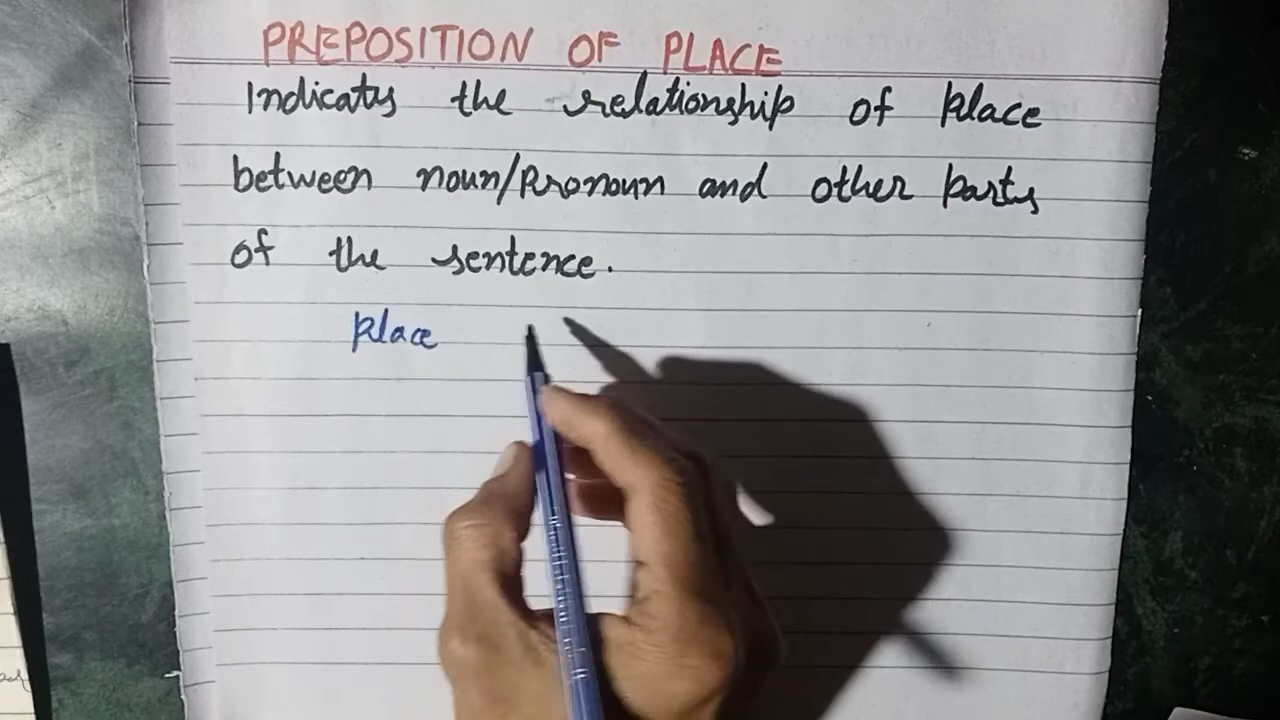 PREPOSITION OF PLACE
Indicates the relationship of place
between noun/Pronoun and other parts
of the sentence.
place